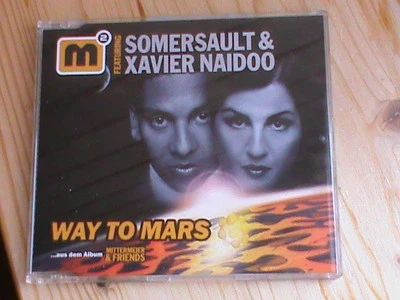 m²
FEATURING
SOMERSAULT &
XAVIER NAIDOO
WAY TO MARS
...aus dem Album MITTERMEIER
& FRIENDS